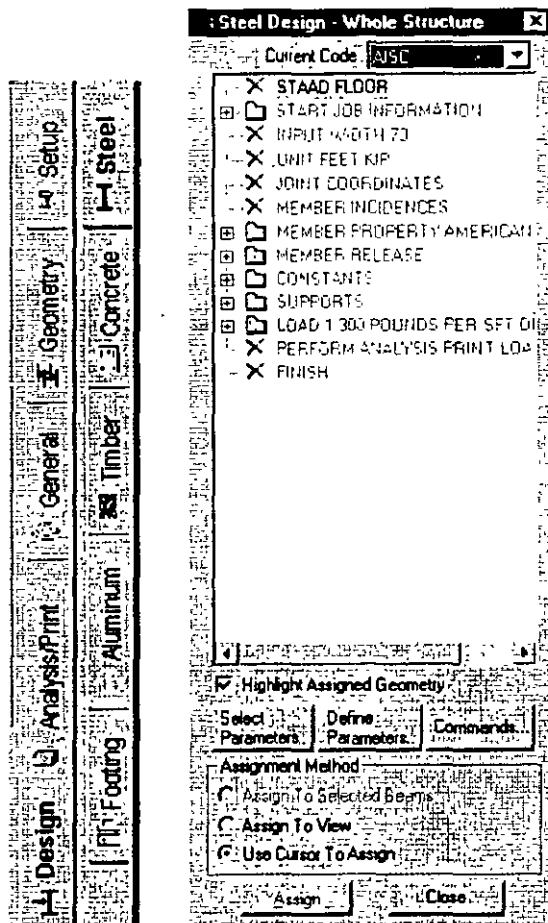 Setup
Geometry
General
Analysis/Print
Design
Steel
Concrete
Timber
Aluminum
Footing
Steel Design - Whole Structure
Current Code: AISC
STAAD FLOOR
START JOB INFORMATION
INPUT WIDTH 79
UNIT FEET KIP
JOINT COORDINATES
MEMBER INCIDENCES
MEMBER PROPERTY AMERICAN
MEMBER RELEASE
CONSTANTS
SUPPORTS
LOAD 1 300 POUNDS PER SFT DI
PERFORM ANALYSIS PRINT LOA
FINISH
Highlight Assigned Geometry
Select Parameters...
Define Parameters...
Commands...
Assignment Method
Assign To Selected Beams
Assign To View
Use Cursor To Assign
Assign
Close